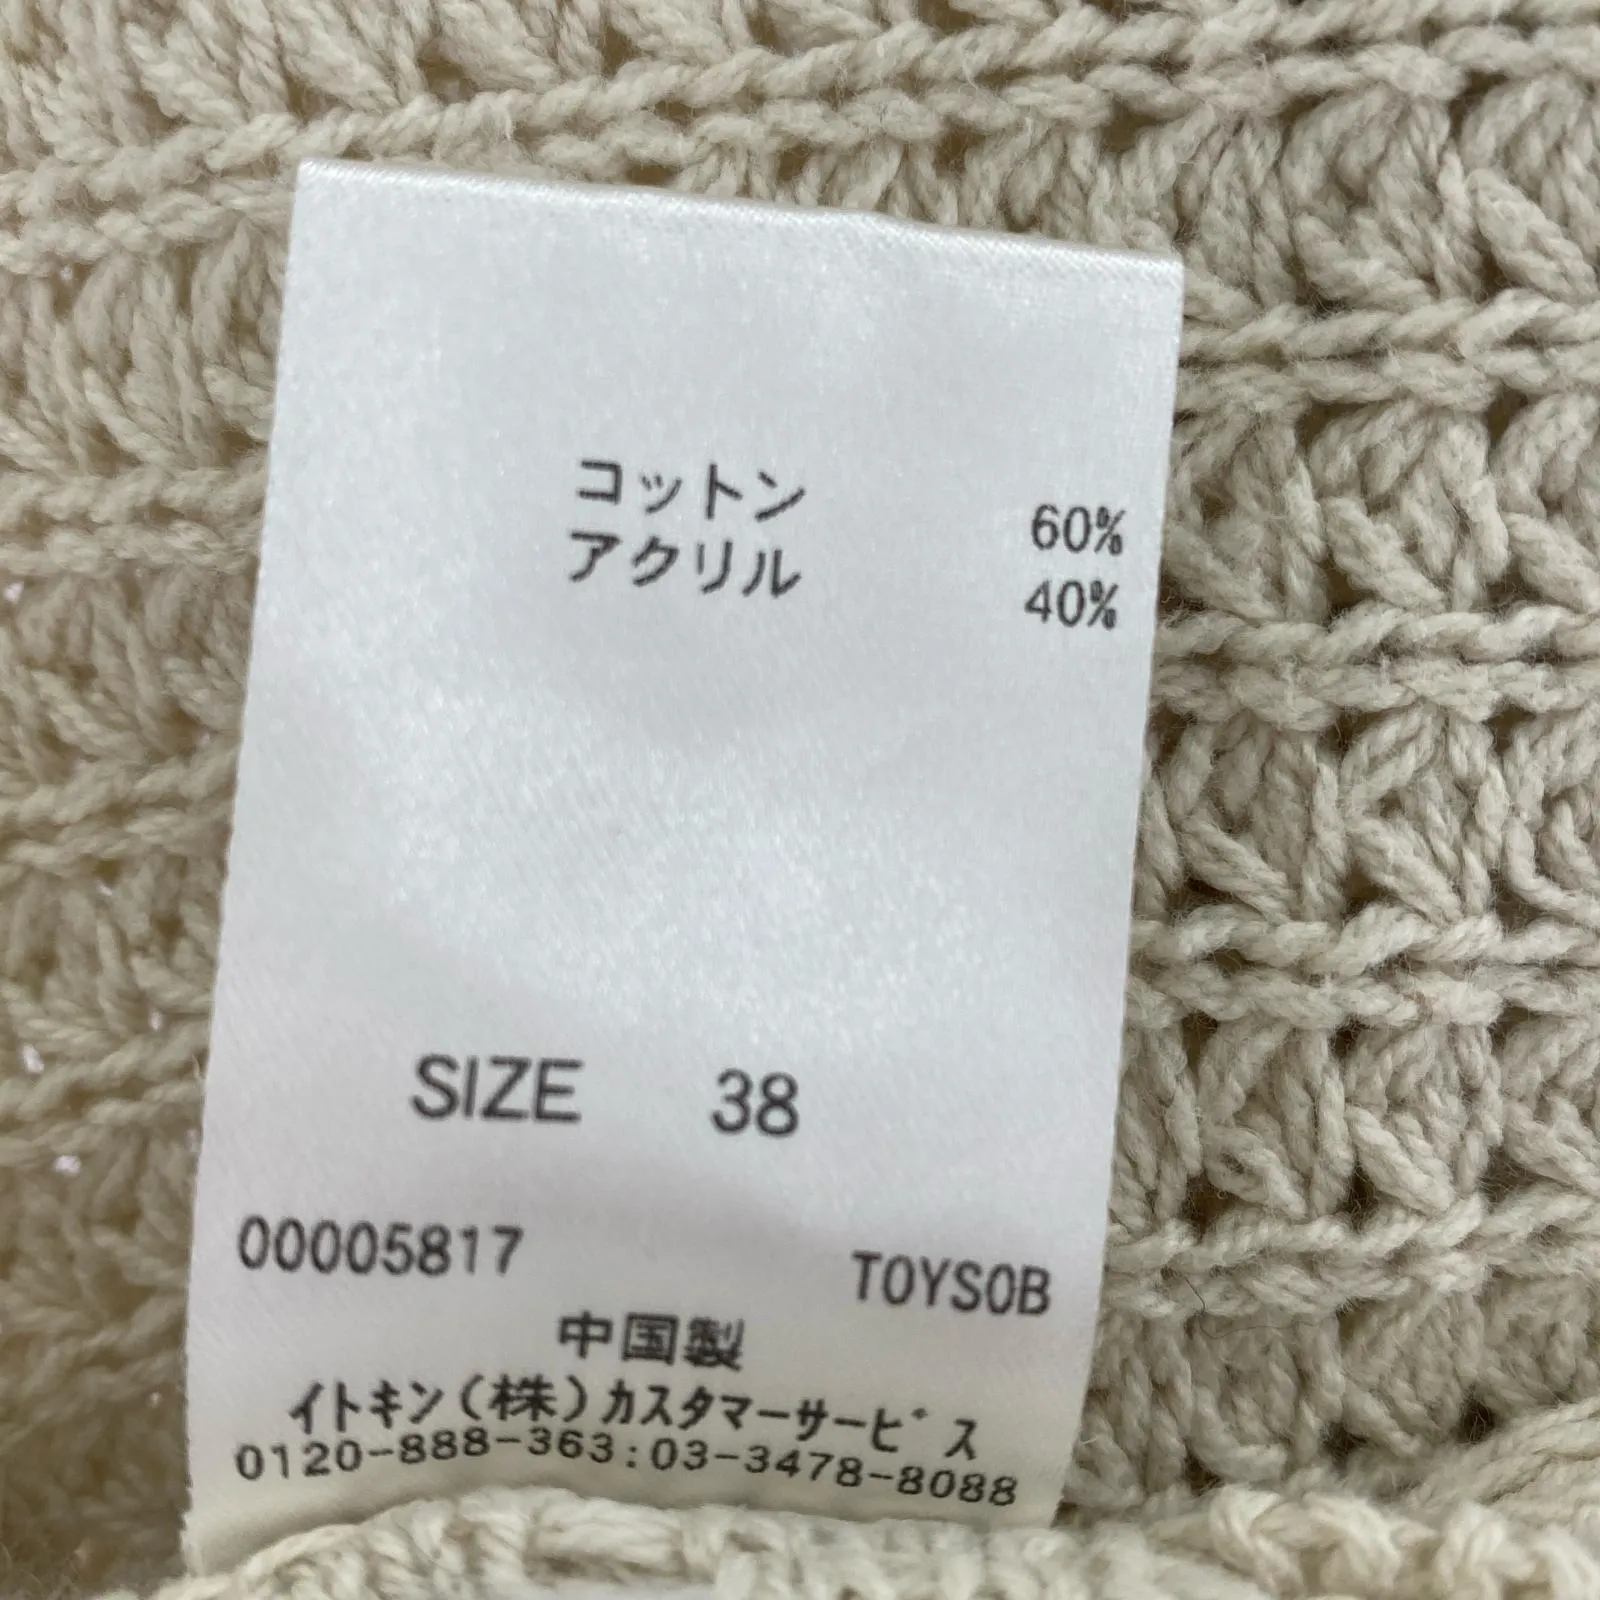 コットン 60%
アクリル 40%
SIZE 38
00005817 T0YS0B
中国製
イトキン(株)カスタマーサービス
0120-888-363:03-3478-8088